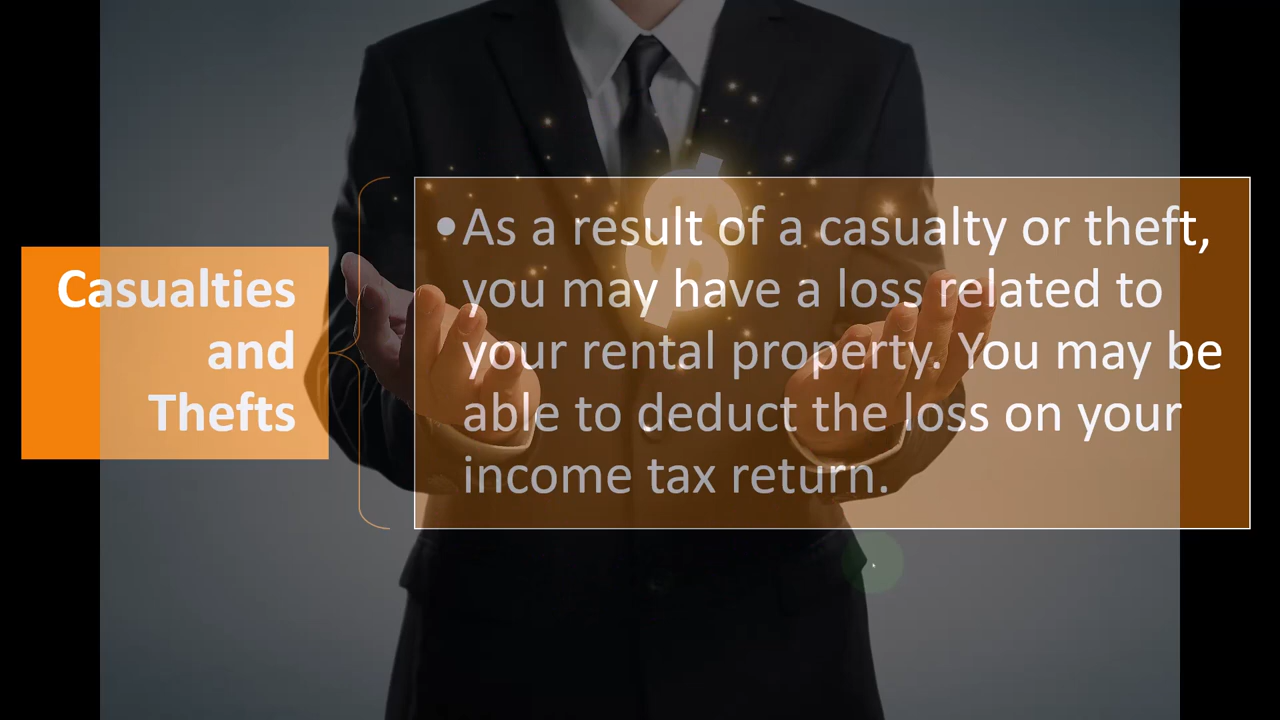 Casualties
and
Thefts
•As a result of a casualty or theft,
you may have a loss related to
your rental property. You may be
able to deduct the loss on your
income tax return.